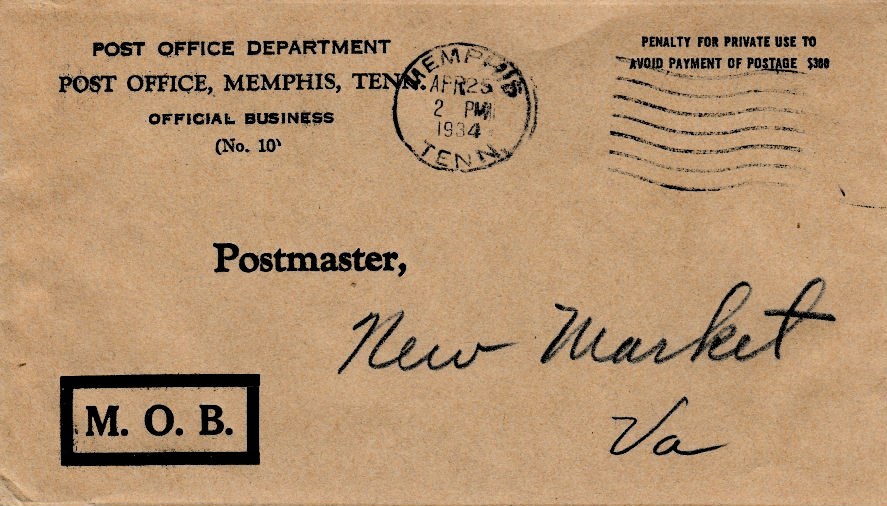 POST OFFICE DEPARTMENT
POST OFFICE, MEMPHIS, TENN.
OFFICIAL BUSINESS
(No. 10)
MEMPHIS
APR 25
2 PM
1934
TENN.
PENALTY FOR PRIVATE USE TO
AVOID PAYMENT OF POSTAGE $300
Postmaster,
New Market
Va
M. O. B.